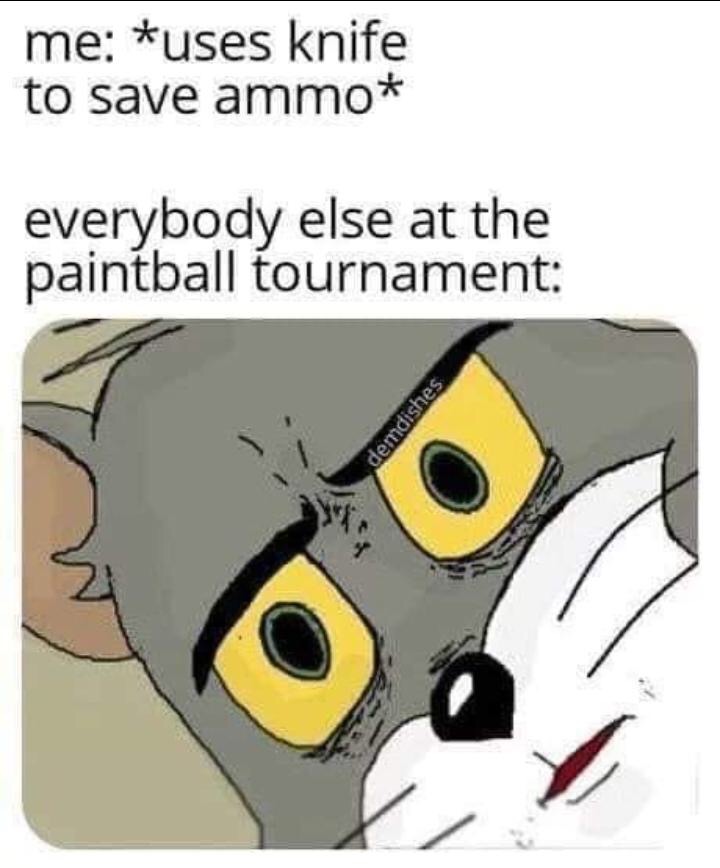 me: *uses knife
to save ammo*
everybody else at the
paintball tournament:
demdishes